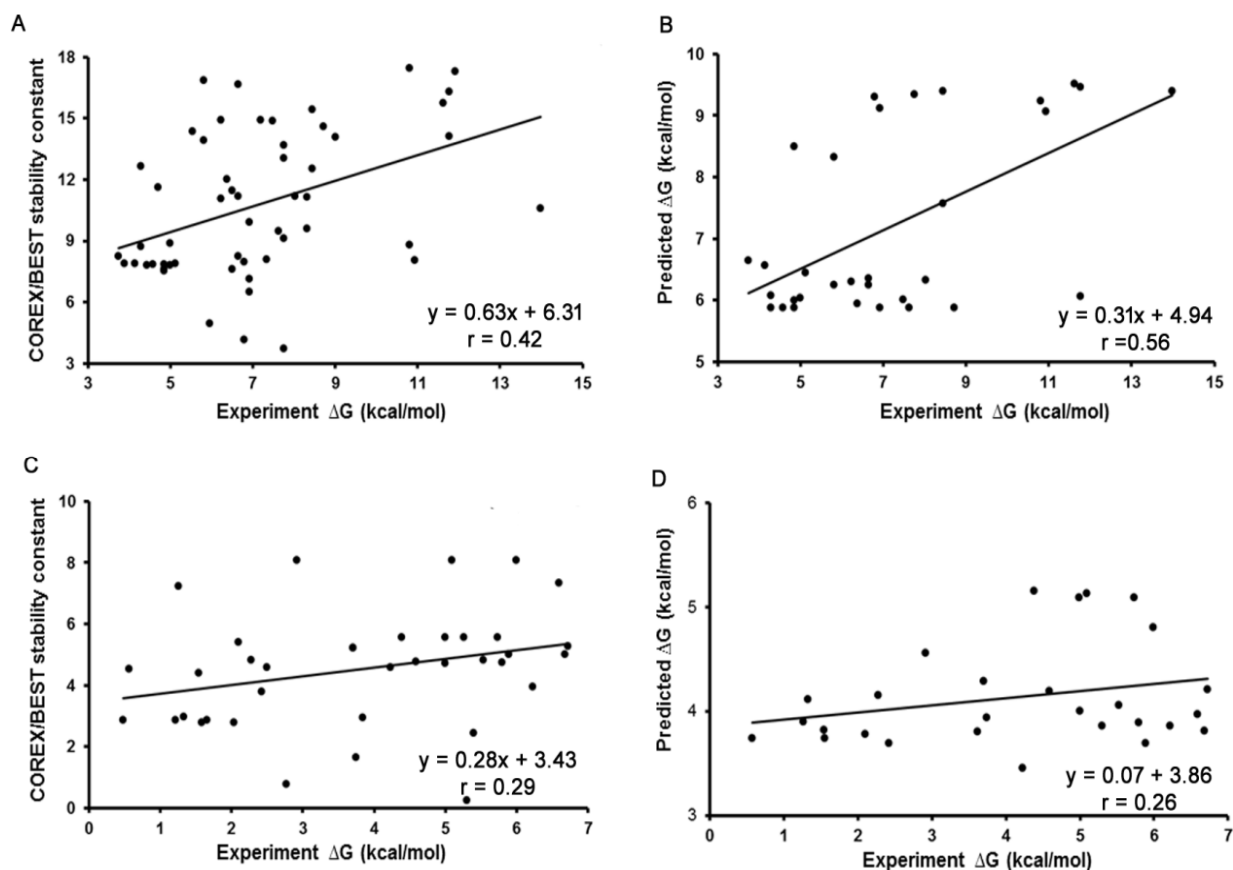 A
COREX/BEST stability constant
18
15
12
9
6
3
y = 0.63x + 6.31
r = 0.42
3 5 7 9 11 13 15
Experiment ΔG (kcal/mol)
B
Predicted ΔG (kcal/mol)
10
9
8
7
6
5
y = 0.31x + 4.94
r =0.56
3 5 7 9 11 13 15
Experiment ΔG (kcal/mol)
C
COREX/BEST stability constant
10
8
6
4
2
0
y = 0.28x + 3.43
r = 0.29
0 1 2 3 4 5 6 7
Experiment ΔG (kcal/mol)
D
Predicted ΔG (kcal/mol)
6
5
4
3
y = 0.07 + 3.86
r = 0.26
0 1 2 3 4 5 6 7
Experiment ΔG (kcal/mol)